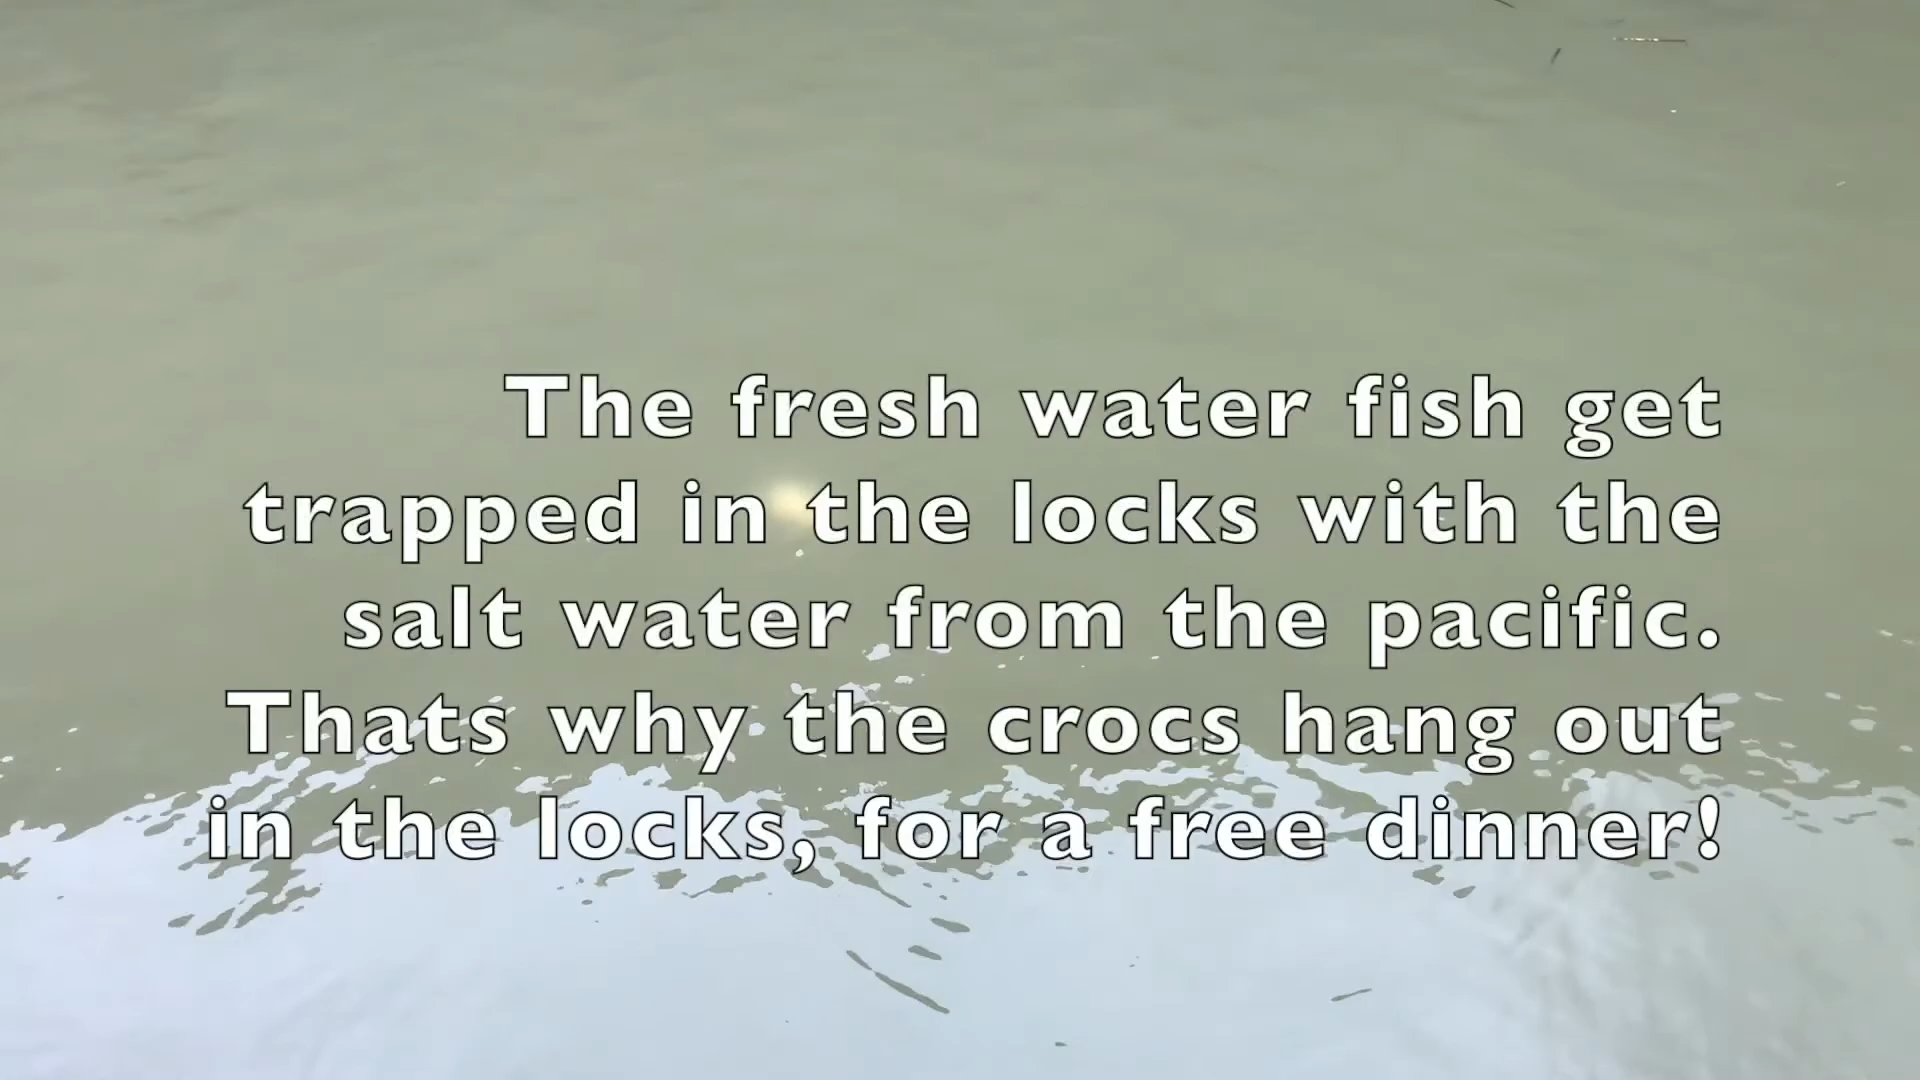 The fresh water fish get
trapped in the locks with the
salt water from the pacific.
Thats why the crocs hang out
in the locks, for a free dinner!